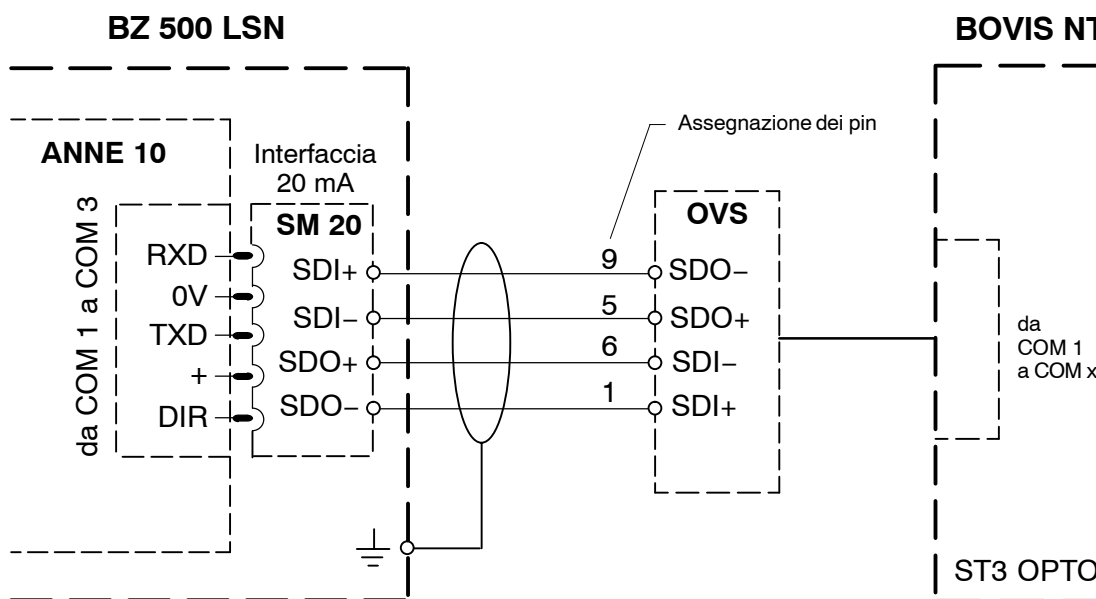 BZ 500 LSN
BOVIS NT
Assegnazione dei pin
ANNE 10
Interfaccia
20 mA
SM 20
OVS
da COM 1 a COM 3
RXD
0V
TXD
+
DIR
SDI+
SDI−
SDO+
SDO−
9
5
6
1
SDO−
SDO+
SDI−
SDI+
da
COM 1
a COM x
ST3 OPTO